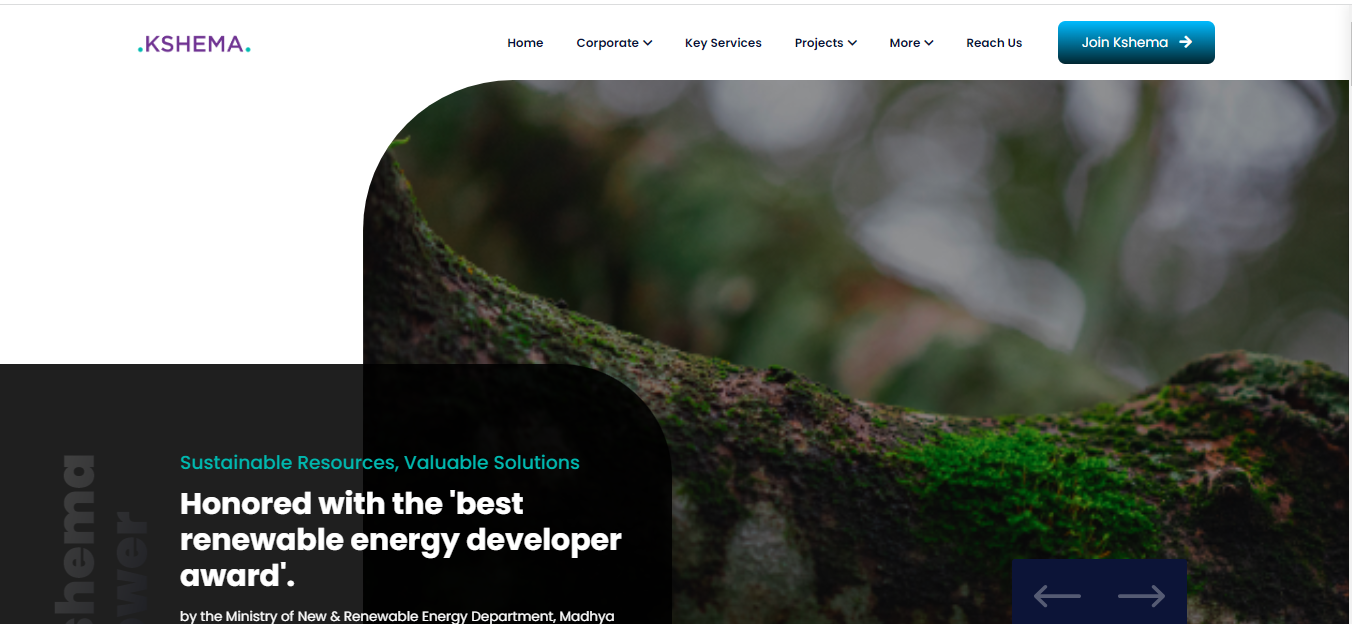 .KSHEMA.
Home Corporate Key Services Projects More Reach Us Join Kshema
Sustainable Resources, Valuable Solutions
Honored with the 'best
renewable energy developer
award'.
by the Ministry of New & Renewable Energy Department, Madhya
shema
wer